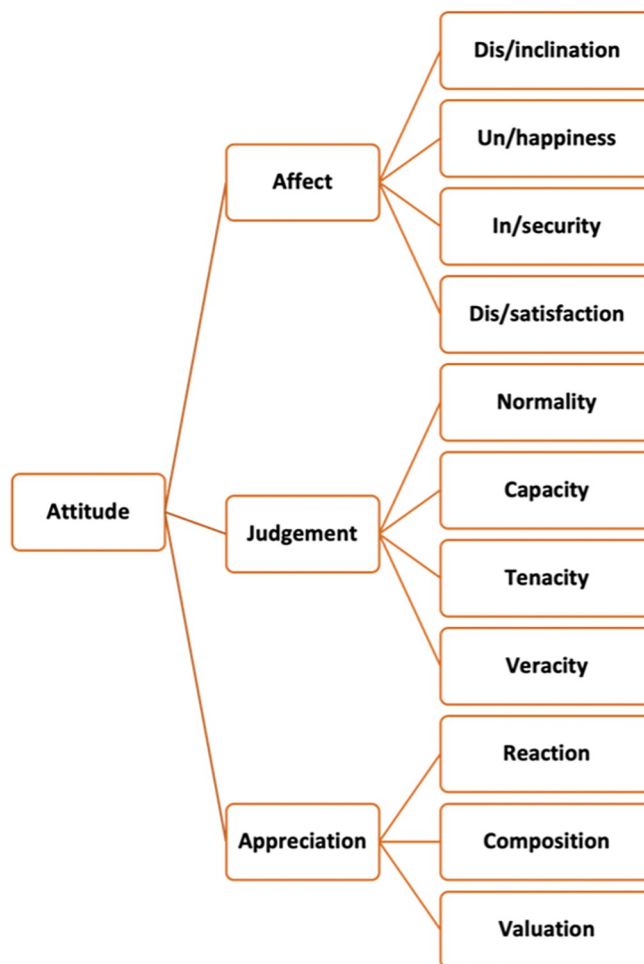 Attitude
Affect
Dis/inclination
Un/happiness
In/security
Dis/satisfaction
Judgement
Normality
Capacity
Tenacity
Veracity
Appreciation
Reaction
Composition
Valuation